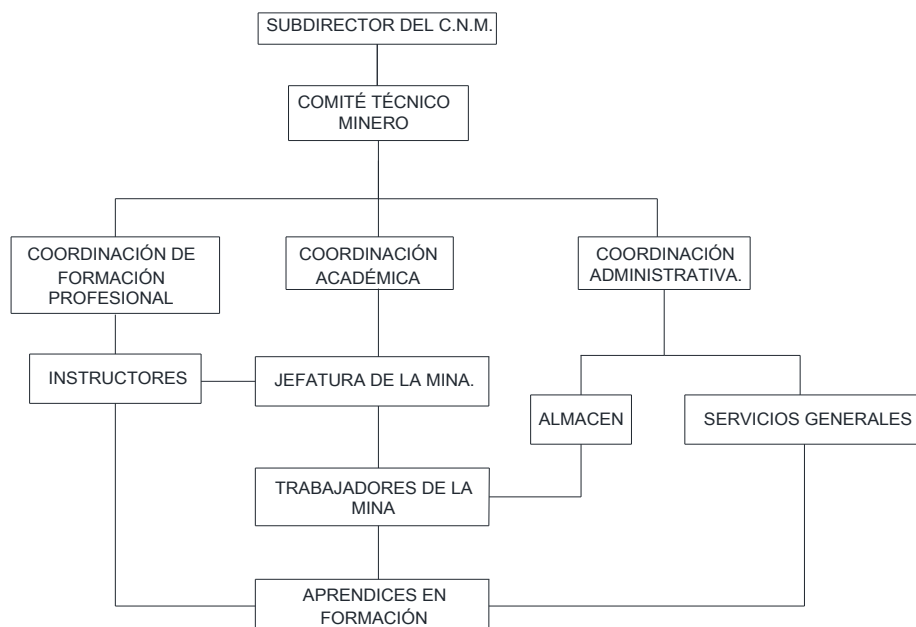 SUBDIRECTOR DEL C.N.M.
COMITÉ TÉCNICO
MINERO
COORDINACIÓN DE
FORMACIÓN
PROFESIONAL
COORDINACIÓN
ACADÉMICA
COORDINACIÓN
ADMINISTRATIVA.
INSTRUCTORES
JEFATURA DE LA MINA.
ALMACEN
SERVICIOS GENERALES
TRABAJADORES DE LA
MINA
APRENDICES EN
FORMACIÓN